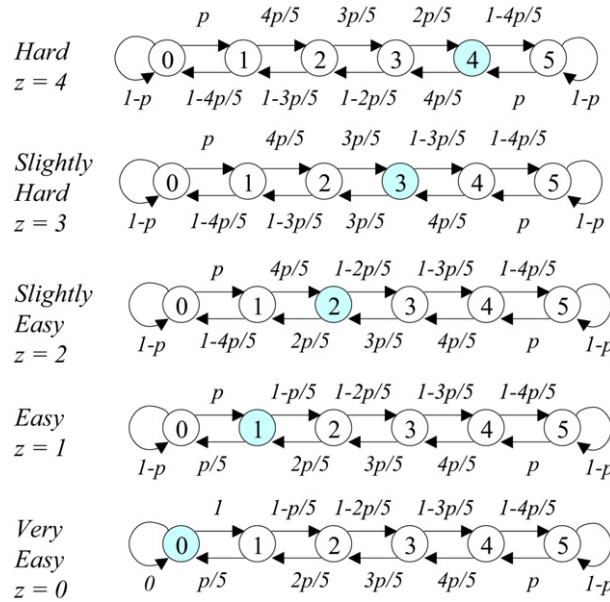 p 4p/5 3p/5 2p/5 1-4p/5
Hard
z = 4
0 1 2 3 4 5
1-p 1-4p/5 1-3p/5 1-2p/5 4p/5 p 1-p
p 4p/5 3p/5 1-3p/5 1-4p/5
Slightly
Hard
z = 3
0 1 2 3 4 5
1-p 1-4p/5 1-3p/5 3p/5 4p/5 p 1-p
p 4p/5 1-2p/5 1-3p/5 1-4p/5
Slightly
Easy
z = 2
0 1 2 3 4 5
1-p 1-4p/5 2p/5 3p/5 4p/5 p 1-p
p 1-p/5 1-2p/5 1-3p/5 1-4p/5
Easy
z = 1
0 1 2 3 4 5
1-p p/5 2p/5 3p/5 4p/5 p 1-p
1 1-p/5 1-2p/5 1-3p/5 1-4p/5
Very
Easy
z=0
0 1 2 3 4 5
0 p/5 2p/5 3p/5 4p/5 p 1-p